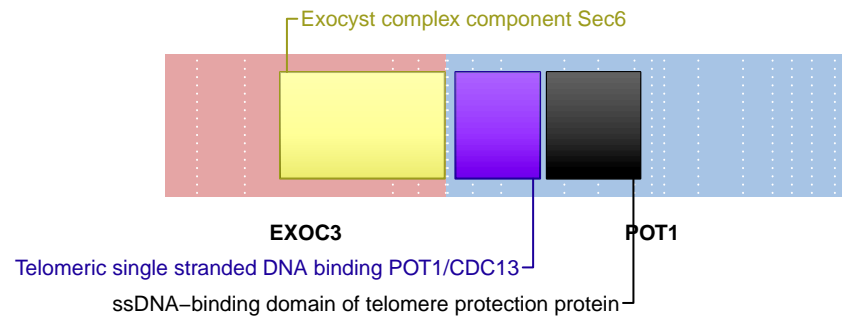 Exocyst complex component Sec6
EXOC3
POT1
Telomeric single stranded DNA binding POT1/CDC13
ssDNA−binding domain of telomere protection protein